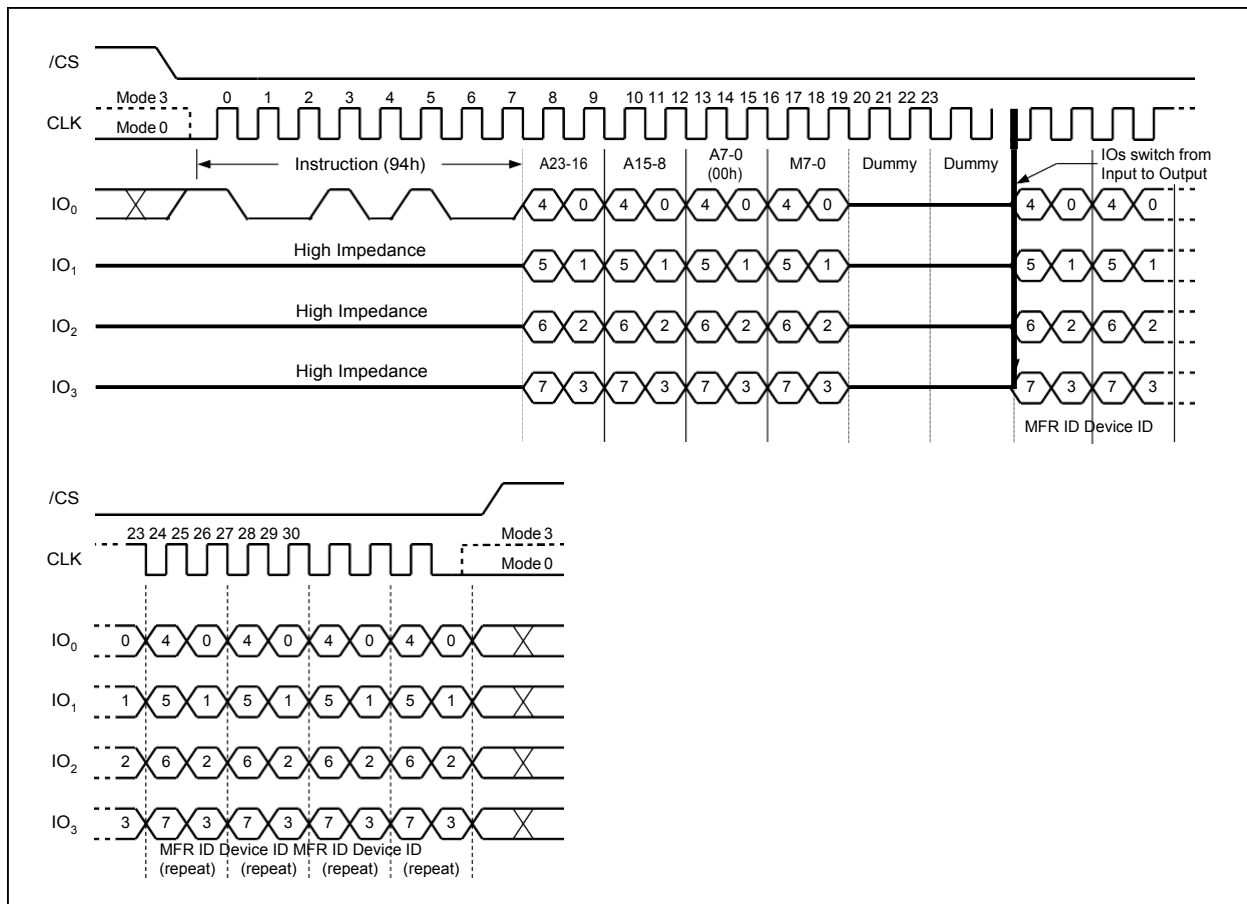 /CS
Mode 3 0 1 2 3 4 5 6 7 8 9 10 11 12 13 14 15 16 17 18 19 20 21 22 23
CLK
Mode 0
Instruction (94h) A23-16 A15-8 A7-0 (00h) M7-0 Dummy Dummy
IOs switch from
Input to Output
IO0 4 0 4 0 4 0 4 0 4 0 4 0
High Impedance
IO1 5 1 5 1 5 1 5 1 5 1 5 1
High Impedance
IO2 6 2 6 2 6 2 6 2 6 2 6 2
High Impedance
IO3 7 3 7 3 7 3 7 3 7 3 7 3
MFR ID Device ID
/CS
23 24 25 26 27 28 29 30 Mode 3
CLK
Mode 0
IO0 0 4 0 4 0 4 0 4 0
IO1 1 5 1 5 1 5 1 5 1
IO2 2 6 2 6 2 6 2 6 2
IO3 3 7 3 7 3 7 3 7 3
MFR ID Device ID MFR ID Device ID
(repeat) (repeat) (repeat) (repeat)